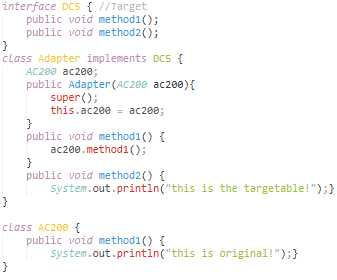 interface DC5 { //Target
    public void method1();
    public void method2();
}
class Adapter implements DC5 {
    AC200 ac200;
    public Adapter(AC200 ac200){
        super();
        this.ac200 = ac200;
    }
    public void method1() {
        ac200.method1();
    }
    public void method2() {
        System.out.println("this is the targetable!");}
}

class AC200 {
    public void method1() {
        System.out.println("this is original!");}
}